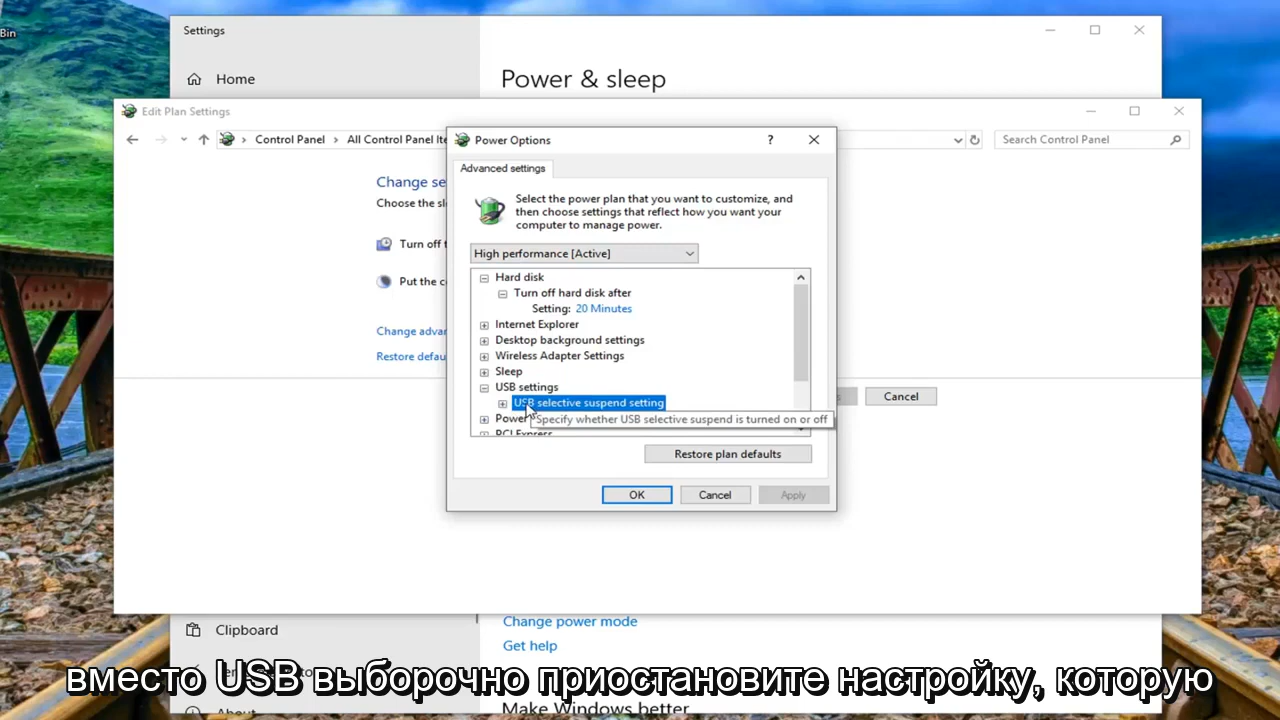 Bin
Settings
Home
Power & sleep
Edit Plan Settings
Control Panel
All Control Panel Ite
Search Control Panel
Power Options
?
Advanced settings
Change se
Choose the sl
Select the power plan that you want to customize, and
then choose settings that reflect how you want your
computer to manage power.
Turn off t
High performance [Active]
Put the c
Hard disk
Turn off hard disk after
Setting: 20 Minutes
Internet Explorer
Change advan
Desktop background settings
Restore defau
Wireless Adapter Settings
Sleep
USB settings
USB selective suspend setting
Cancel
Power
Specify whether USB selective suspend is turned on or off
PCI Express
Restore plan defaults
OK
Cancel
Apply
Change power mode
Clipboard
Get help
вместо USB выборочно приостановите настройку, которую
About
Make Windows better